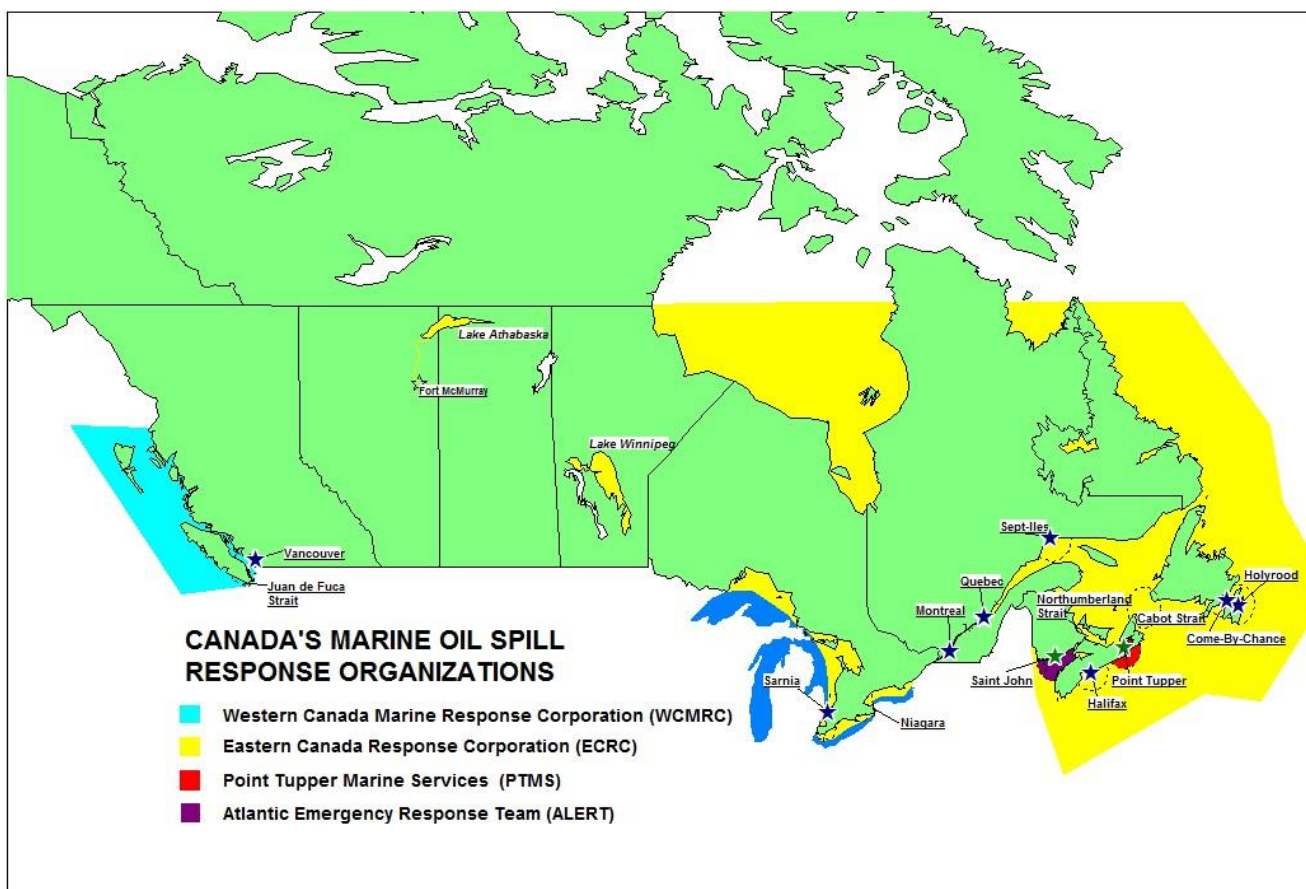 Lake Athabaska
Fort McMurray
Lake Winnipeg
Vancouver
Juan de Fuca
Strait
Sept-Iles
Quebec
Montreal
Northumberland
Strait
Cabot Strait
Holyrood
Come-By-Chance
Saint John
Point Tupper
Halifax
Sarnia
Niagara
CANADA'S MARINE OIL SPILL
RESPONSE ORGANIZATIONS
Western Canada Marine Response Corporation (WCMRC)
Eastern Canada Response Corporation (ECRC)
Point Tupper Marine Services (PTMS)
Atlantic Emergency Response Team (ALERT)